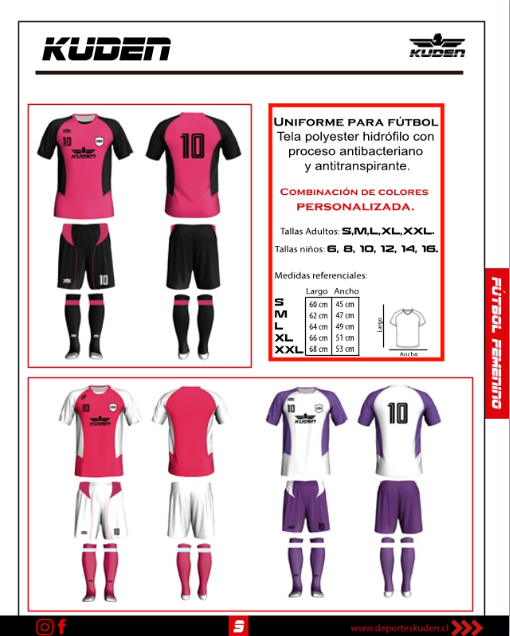 KUDEN
KUDEN
10
KUDEN
10
10
UNIFORME PARA FÚTBOL
Tela polyester hidrófilo con
proceso antibacteriano
y antitranspirante.
COMBINACIÓN DE COLORES
PERSONALIZADA.
Tallas Adultos: S,M,L,XL,XXL.
Tallas niños: 6, 8, 10, 12, 14, 16.
Medidas referenciales:
Largo Ancho
S 60 cm 45 cm
M 62 cm 47 cm
L 64 cm 49 cm
XL 66 cm 51 cm
XXL 68 cm 53 cm
Largo
Ancho
FÚTBOL FEMENINO
10
KUDEN
10
10
KUDEN
10
10
www.deporteskuden.cl